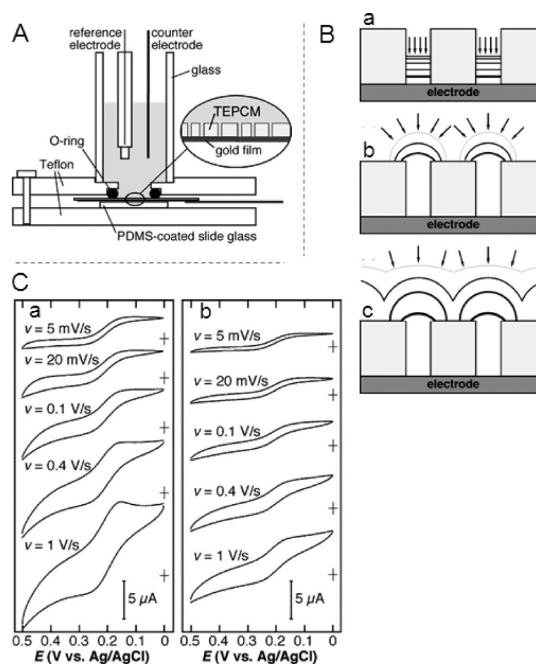 A
reference
electrode
counter
electrode
glass
TEPCM
gold film
O-ring
Teflon
PDMS-coated slide glass
B
a
electrode
b
c
electrode
C
a
v = 5 mV/s
v = 20 mV/s
v = 0.1 V/s
v = 0.4 V/s
v = 1 V/s
5 μA
0.5 0.4 0.3 0.2 0.1 0
E (V vs. Ag/AgCl)
b
v = 5 mV/s
v = 20 mV/s
v = 0.1 V/s
v = 0.4 V/s
v = 1 V/s
5 μA
0.5 0.4 0.3 0.2 0.1 0
E (V vs. Ag/AgCl)